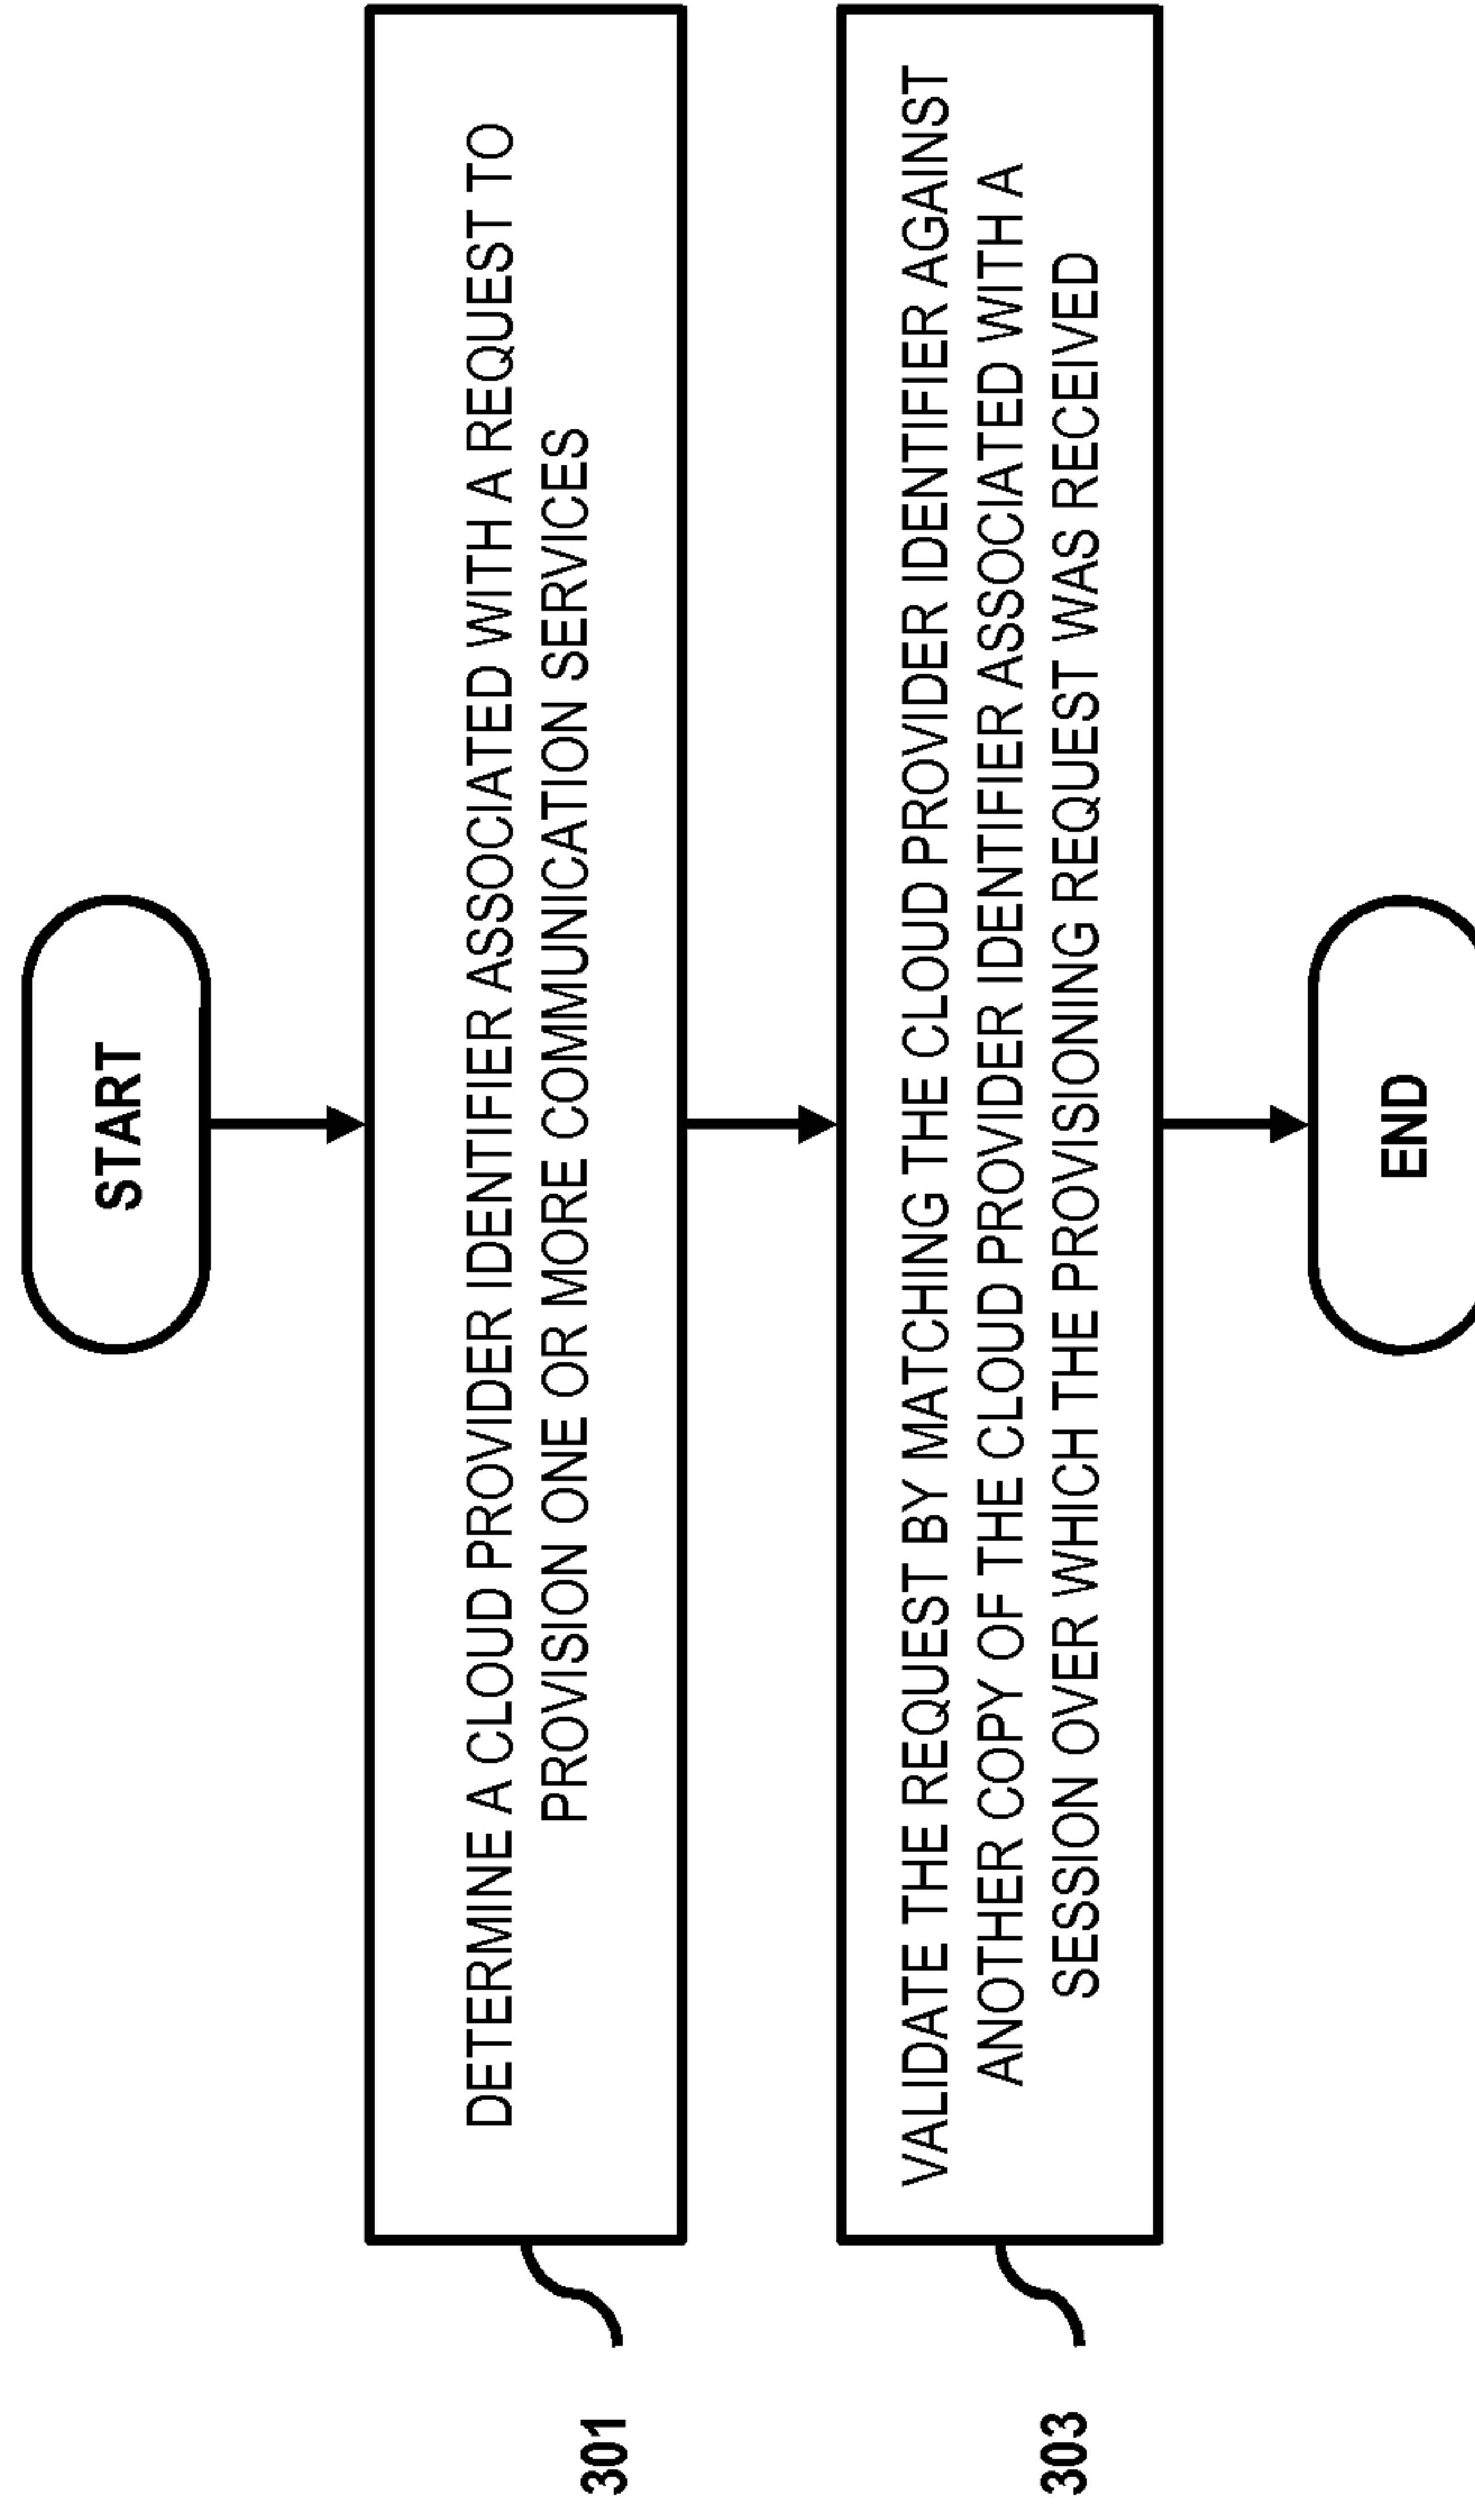 START
DETERMINE A CLOUD PROVIDER IDENTIFIER ASSOCIATED WITH A REQUEST TO
PROVISION ONE OR MORE COMMUNICATION SERVICES
301
VALIDATE THE REQUEST BY MATCHING THE CLOUD PROVIDER IDENTIFIER AGAINST
ANOTHER COPY OF THE CLOUD PROVIDER IDENTIFIER ASSOCIATED WITH A
SESSION OVER WHICH THE PROVISIONING REQUEST WAS RECEIVED
303
END